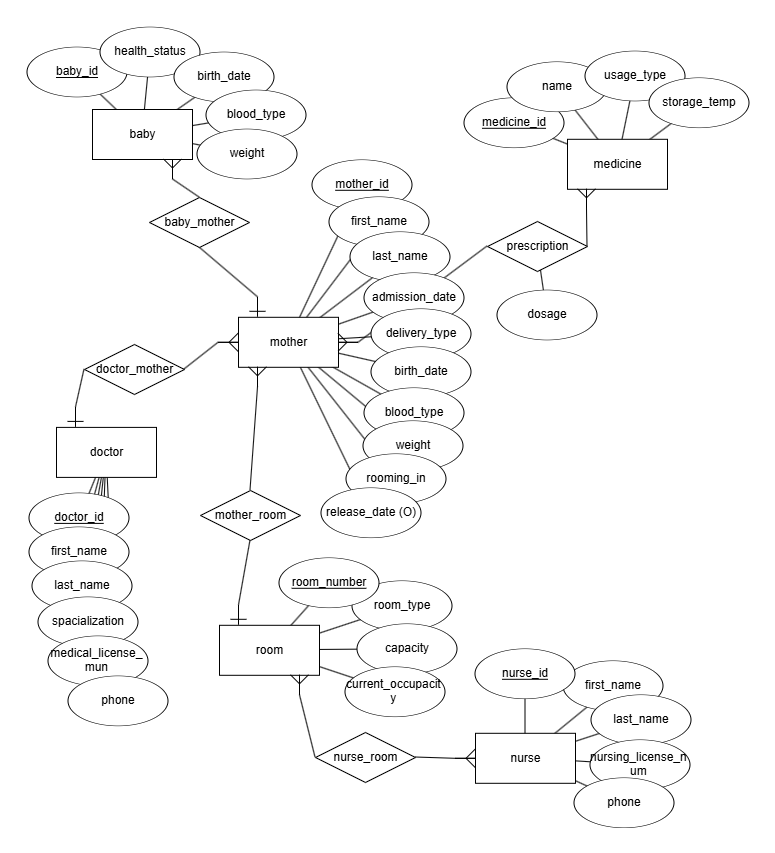 health_status
baby_id
birth_date
blood_type
weight
baby
usage_type
name
storage_temp
medicine_id
medicine
mother_id
first_name
last_name
admission_date
delivery_type
birth_date
blood_type
weight
rooming_in
release_date (O)
baby_mother
prescription
dosage
mother
doctor_mother
doctor
doctor_id
first_name
last_name
spacialization
medical_license_
mun
phone
mother_room
room_number
room_type
capacity
current_occupacit
y
room
nurse_id
first_name
last_name
nursing_license_n
um
phone
nurse_room
nurse